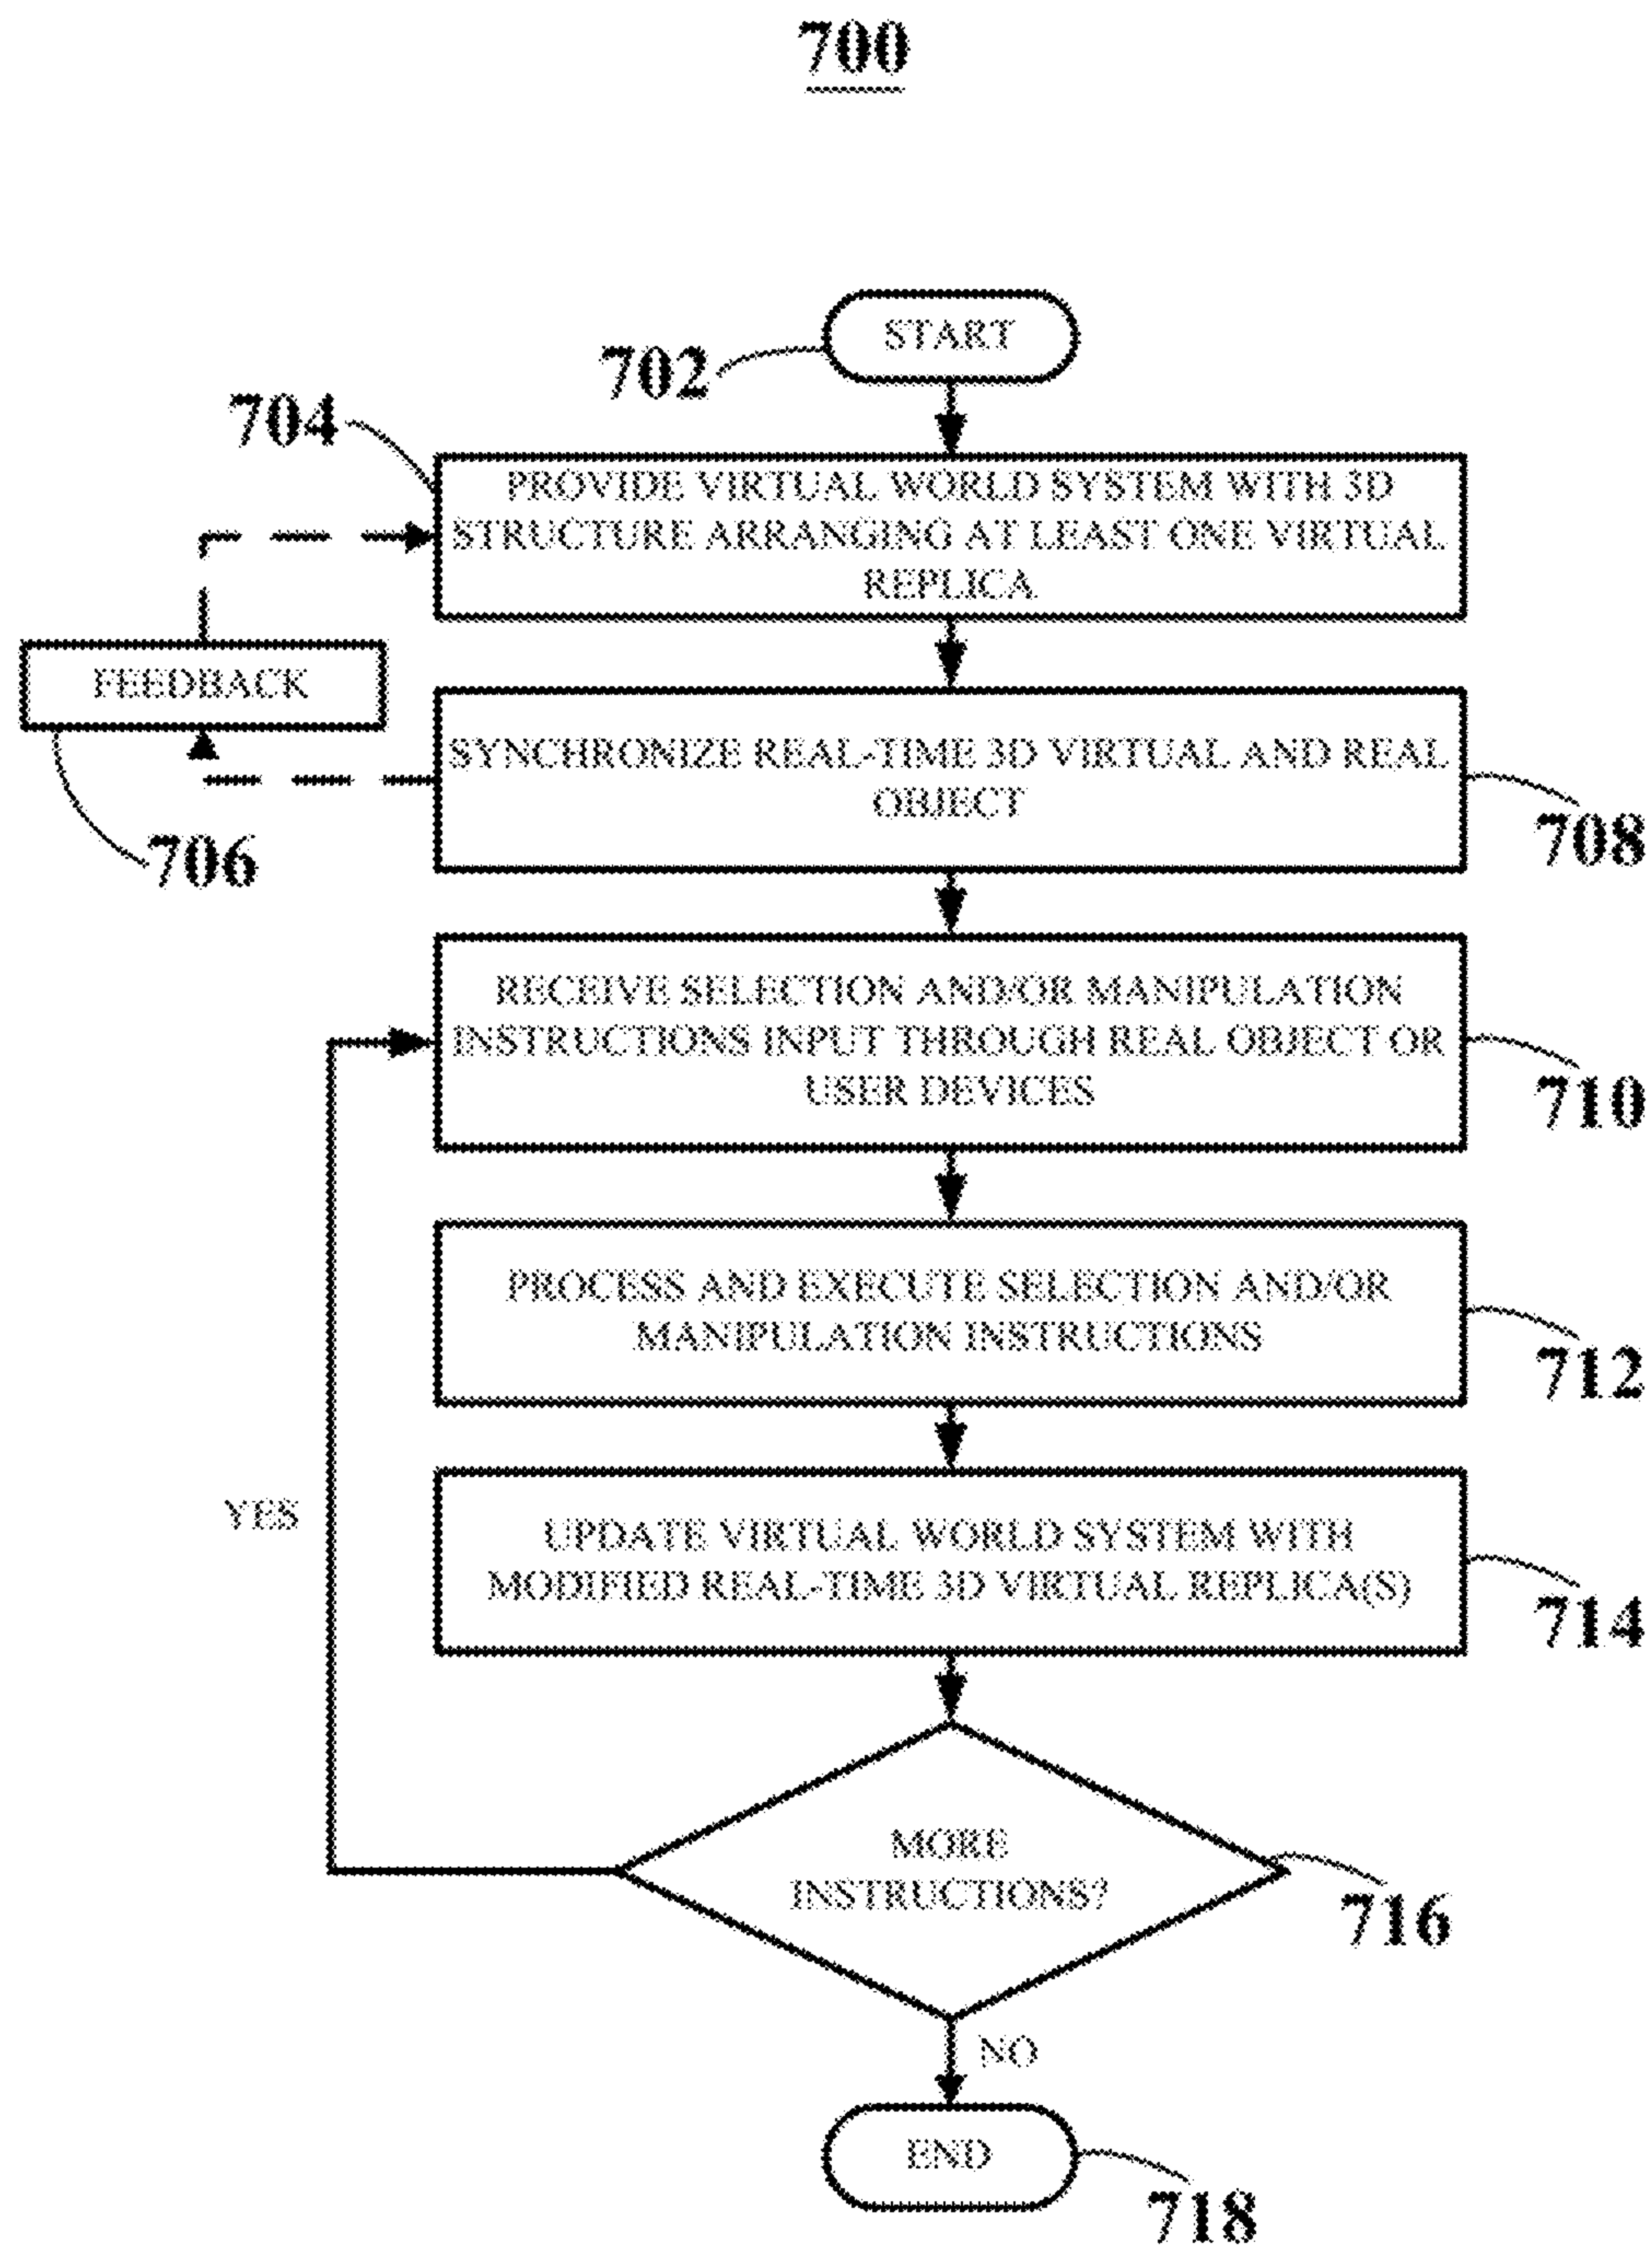 700
START
702
704
PROVIDE VIRTUAL WORLD SYSTEM WITH 3D
STRUCTURE ARRANGING AT LEAST ONE VIRTUAL
REPLICA
FEEDBACK
706
SYNCHRONIZE REAL-TIME 3D VIRTUAL AND REAL
OBJECT
708
RECEIVE SELECTION AND/OR MANIPULATION
INSTRUCTIONS INPUT THROUGH REAL OBJECT OR
USER DEVICES
710
PROCESS AND EXECUTE SELECTION AND/OR
MANIPULATION INSTRUCTIONS
712
YES
UPDATE VIRTUAL WORLD SYSTEM WITH
MODIFIED REAL-TIME 3D VIRTUAL REPLICA(S)
714
MORE
INSTRUCTIONS?
716
NO
END
718